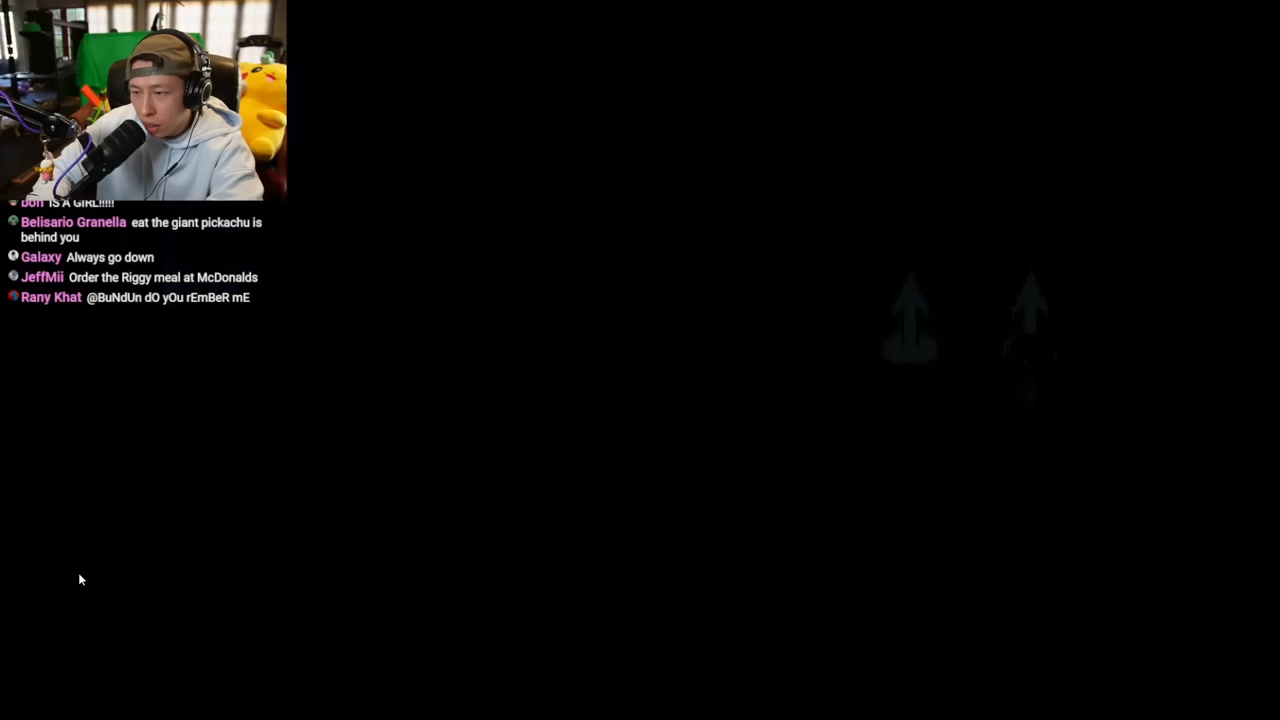 bon IS A GIRL!!!!!
Belisario Granella eat the giant pickachu is
behind you
Galaxy Always go down
JeffMii Order the Riggy meal at McDonalds
Rany Khat @BuNdUn dO yOu rEmBeR mE